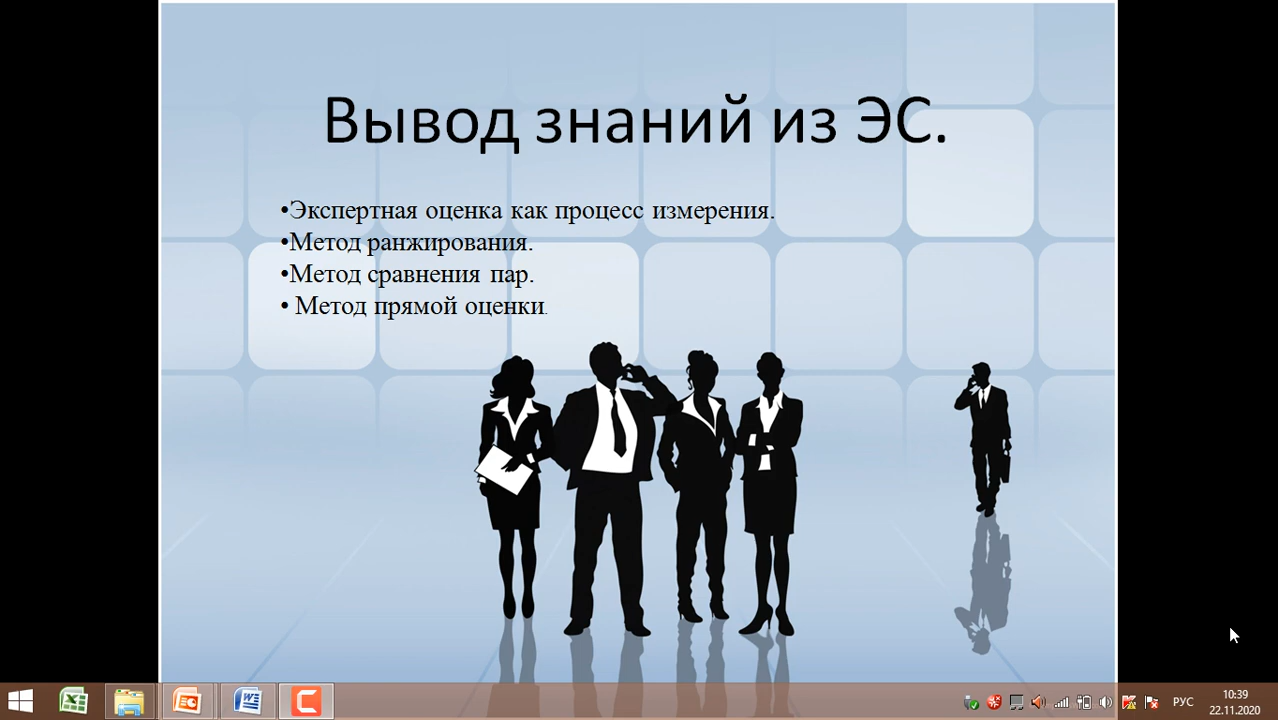 Вывод знаний из ЭС.
•Экспертная оценка как процесс измерения.
•Метод ранжирования.
•Метод сравнения пар.
• Метод прямой оценки.
РУС
10:39
22.11.2020